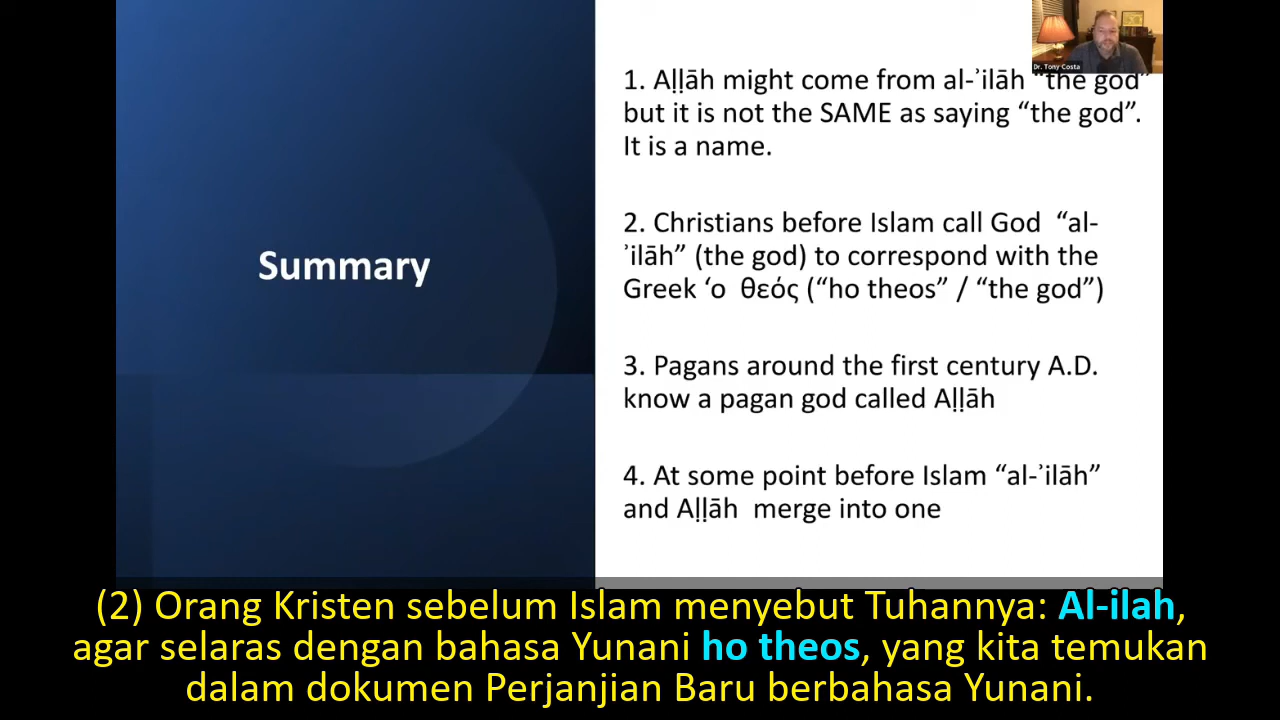 Dr. Tony Costa
Summary
1. Aḷḷāh might come from al-ʾilāh “the god”
but it is not the SAME as saying “the god”.
It is a name.
2. Christians before Islam call God “al-
ʾilāh” (the god) to correspond with the
Greek ‘ο θεός (“ho theos” / “the god”)
3. Pagans around the first century A.D.
know a pagan god called Aḷḷāh
4. At some point before Islam “al-ʾilāh”
and Aḷḷāh merge into one
(2) Orang Kristen sebelum Islam menyebut Tuhannya: Al-ilah,
agar selaras dengan bahasa Yunani ho theos, yang kita temukan
dalam dokumen Perjanjian Baru berbahasa Yunani.